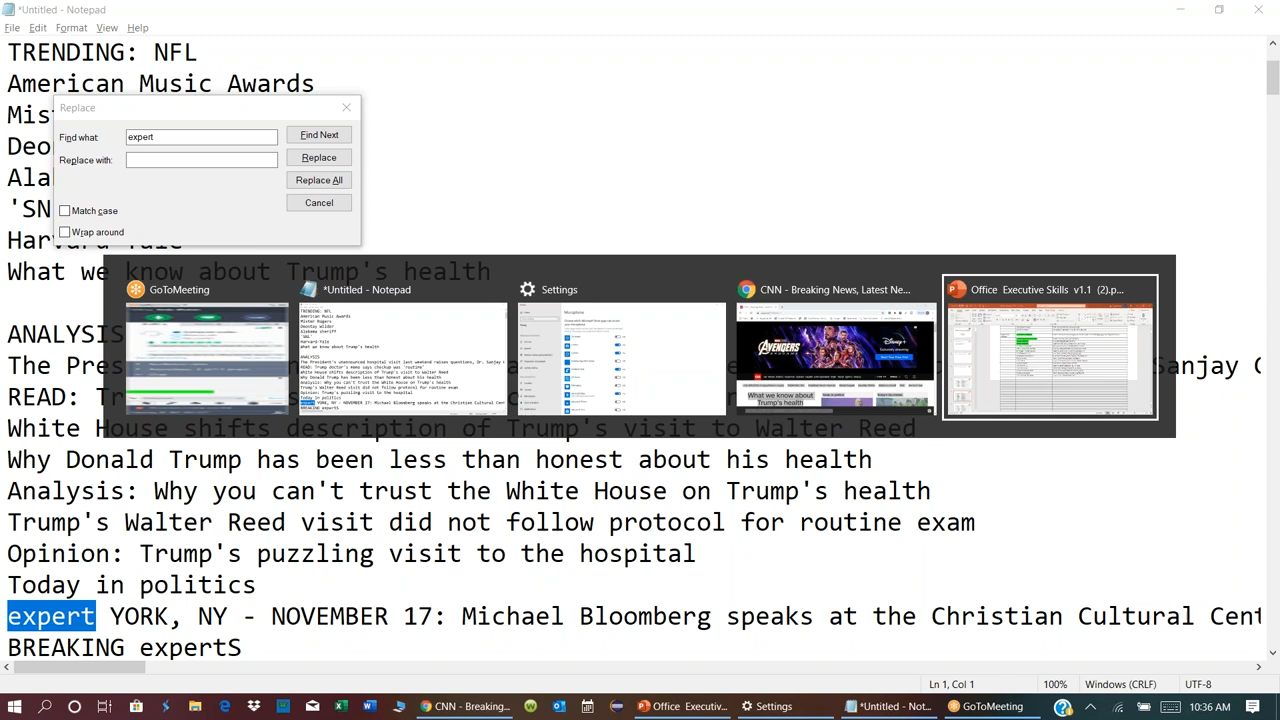 *Untitled - Notepad
File Edit Format View Help
TRENDING: NFL
American Music Awards
Replace
Find what: expert Find Next
Replace with: Replace
Replace All
Match case Cancel
Wrap around
What we know about Trump's health
GoToMeeting
*Untitled - Notepad
Settings
CNN - Breaking News, Latest Ne...
Office Executive Skills v1.1 (2).p...
ANALYSIS
The Pres Sanjay G
READ: T
White House shifts description of Trump's visit to Walter Reed
Why Donald Trump has been less than honest about his health
Analysis: Why you can't trust the White House on Trump's health
Trump's Walter Reed visit did not follow protocol for routine exam
Opinion: Trump's puzzling visit to the hospital
Today in politics
expert YORK, NY - NOVEMBER 17: Michael Bloomberg speaks at the Christian Cultural Cent
BREAKING expertS
Ln 1, Col 1 100% Windows (CRLF) UTF-8
CNN - Breaking... Office Executiv... Settings *Untitled - Not... GoToMeeting 10:36 AM